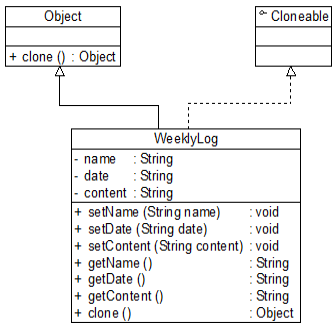 Object
+ clone () : Object
Cloneable
WeeklyLog
- name : String
- date : String
- content : String
+ setName (String name) : void
+ setDate (String date) : void
+ setContent (String content) : void
+ getName () : String
+ getDate () : String
+ getContent () : String
+ clone () : Object